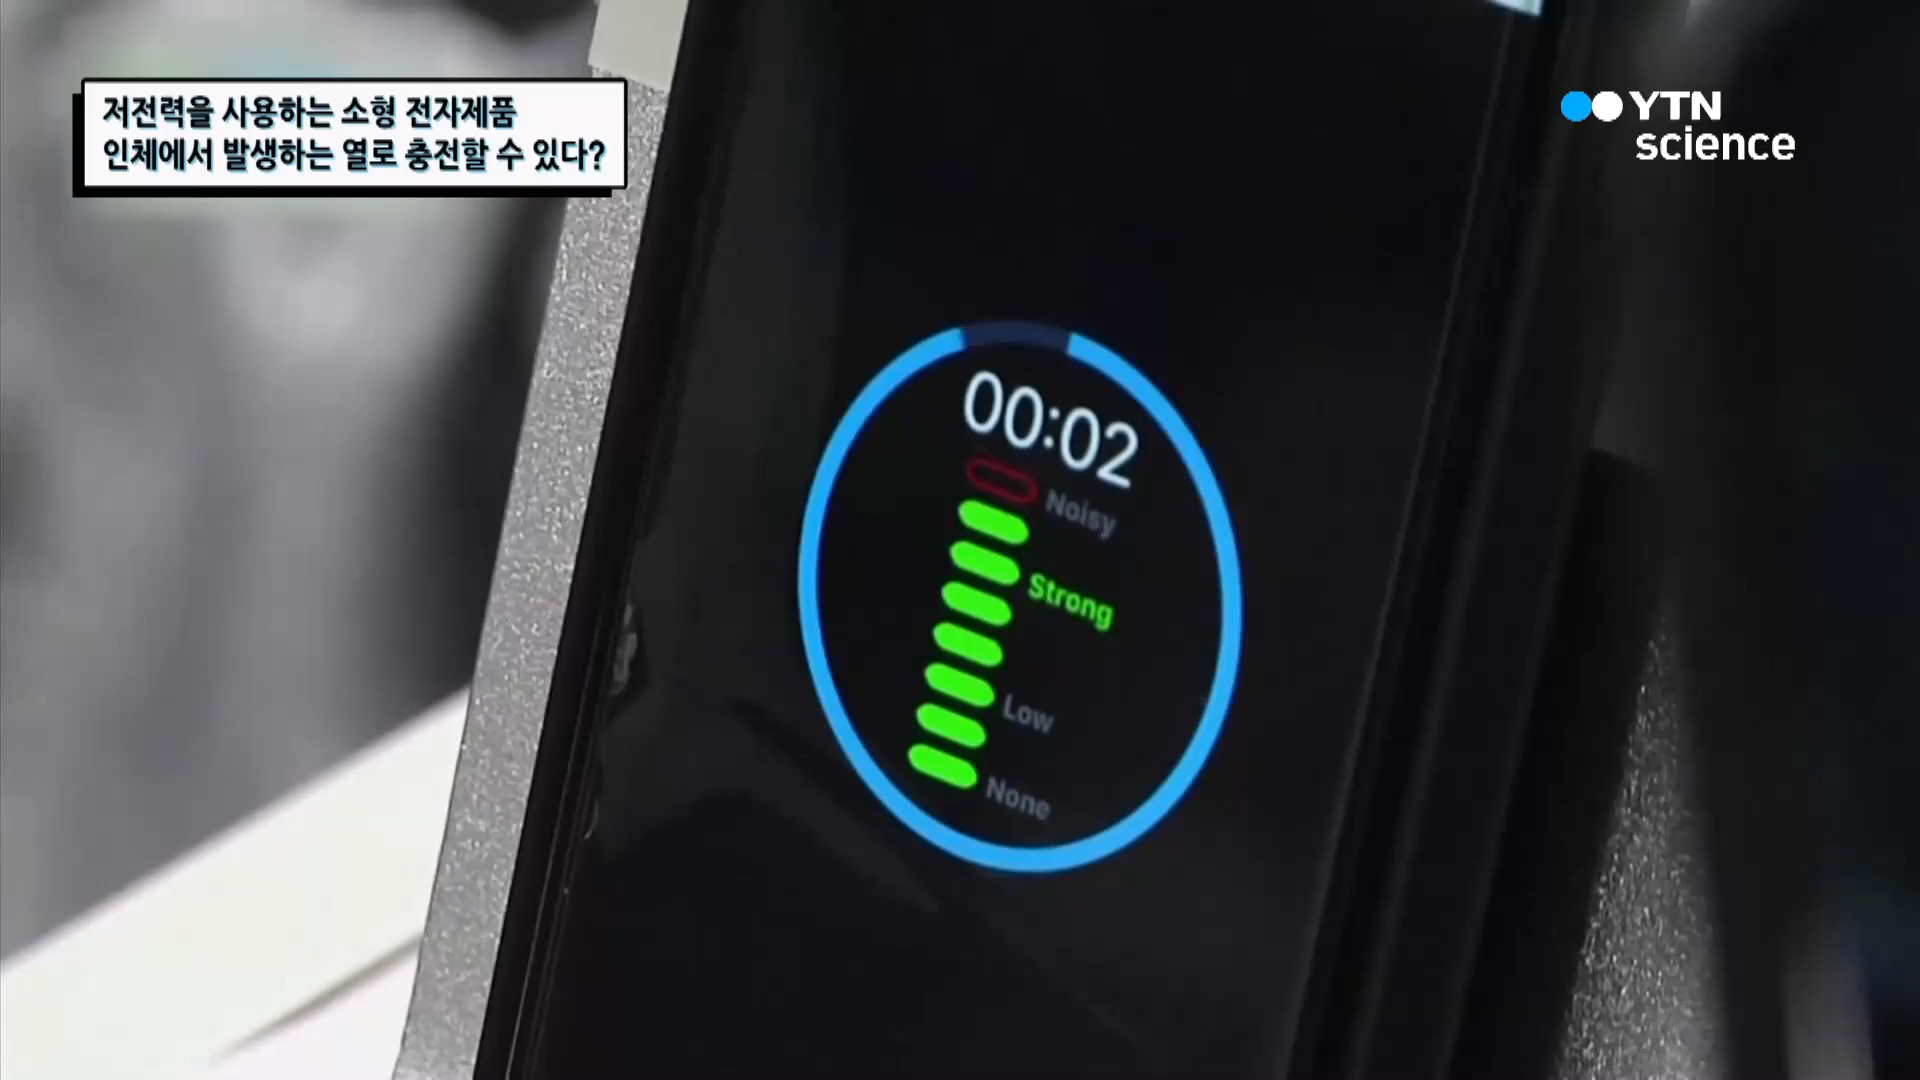 저전력을 사용하는 소형 전자제품
인체에서 발생하는 열로 충전할 수 있다?
YTN
science
00:02
Noisy
Strong
Low
None